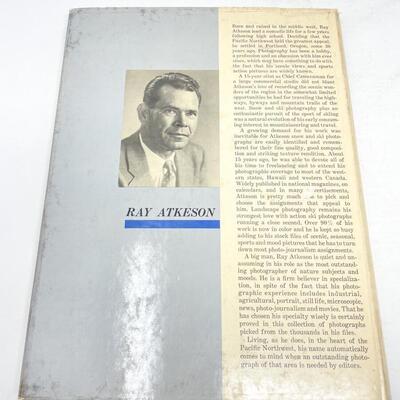 Born and raised in the middle west, Ray
Atkeson lead a nomadic life for a few years
following high school. Deciding that the
Pacific Northwest held the greatest appeal,
he settled in Portland, Oregon, some 30
years ago. Photography has been a hobby,
a profession and an obsession with him ever
since, which may have something to do with
the fact that his scenic views and sports
action pictures are widely known.
A 15-year stint as Chief Cameraman for
a large commercial studio did not blunt
Atkeson's love of recording the scenic won-
ders of the region in the somewhat limited
opportunities he had for traveling the high-
ways, byways and mountain trails of the
west. Snow and ski photography plus an
enthusiastic pursuit of the sport of skiing
was a natural evolution of his early consum-
ing interest in mountaineering and travel.
A growing demand for his work was
inevitable for Atkeson snow and ski photo-
graphs are easily identified and commen-
tered for their fine quality, good composi-
tion and striking texture rendition. About
15 years ago, he was able to devote all of
his time to freelancing and to extend his
photographic coverage to most of the west-
ern states, Hawaii and western Canada.
Widely published in national magazines, on
calendars, and in many
Atkeson is pretty much to pick and
choose the assignments that appeal to
him. Landscape photography remains his
strongest love with action ski photographs
running a close second. Over 90% of
his work is now in color and he is kept so
busy adding to his stock files of scenic, seasonal,
sports and mood pictures that he has to turn
down most photo-journalism assignments.
A big man, Ray Atkeson is quiet and un-
assuming in his role as the most outstand-
ing photographer of nature subjects and
moods. He is a firm believer in specializa-
tion, in spite of the fact that his photo-
graphic experience includes industrial,
agricultural, portrait, still life, microscopic,
news, photo-journalism and movies. That he
has chosen his specialty wisely is certainly
proved in this collection of photographs
picked from the thousands in his files.
Living, as he does, in the heart of the
Pacific Northwest, his name automatically
comes to mind when an outstanding photo-
graph of that area is needed by editors.
RAY ATKESON